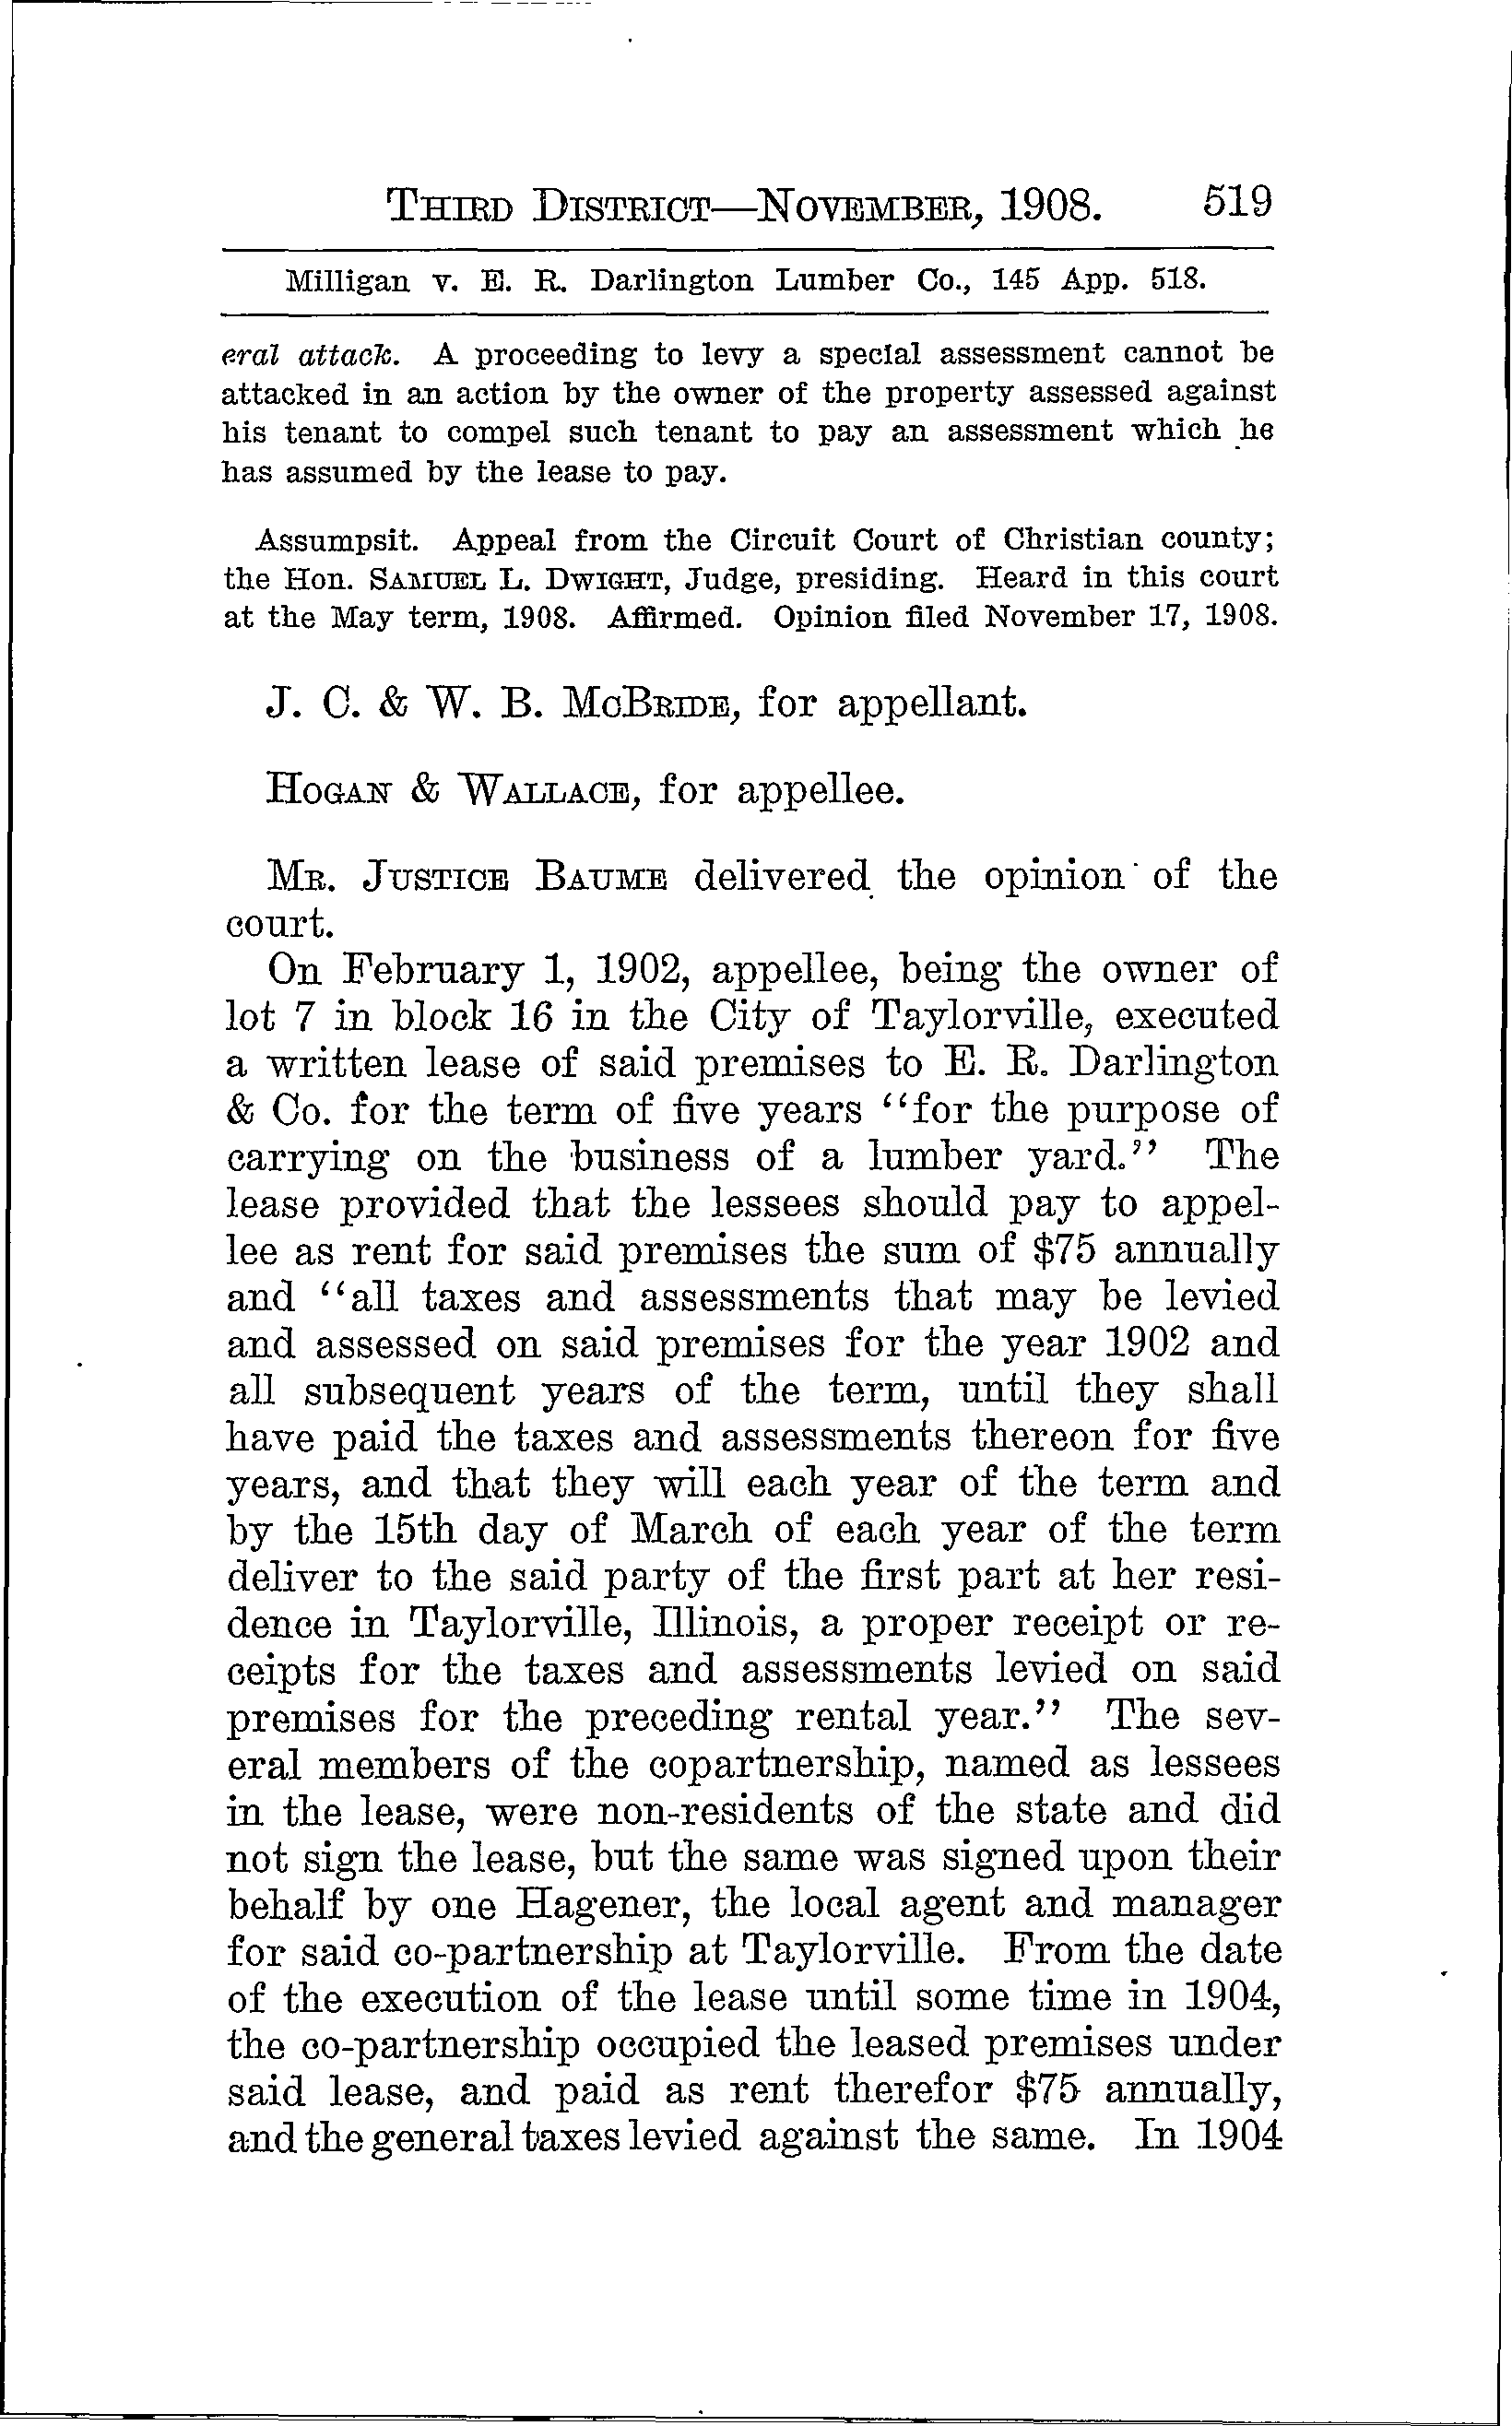 THIRD DISTRICT—NOVEMBER, 1908. 519
Milligan v. E. R. Darlington Lumber Co., 145 App. 518.
eral attack. A proceeding to levy a special assessment cannot be
attacked in an action by the owner of the property assessed against
his tenant to compel such tenant to pay an assessment which he
has assumed by the lease to pay.
Assumpsit. Appeal from the Circuit Court of Christian county;
the Hon. SAMUEL L. DWIGHT, Judge, presiding. Heard in this court
at the May term, 1908. Affirmed. Opinion filed November 17, 1908.
J. C. & W. B. MCBRIDE, for appellant.
HOGAN & WALLACE, for appellee.
MR. JUSTICE BAUME delivered the opinion of the
court.
On February 1, 1902, appellee, being the owner of
lot 7 in block 16 in the City of Taylorville, executed
a written lease of said premises to E. R. Darlington
& Co. for the term of five years "for the purpose of
carrying on the business of a lumber yard." The
lease provided that the lessees should pay to appel-
lee as rent for said premises the sum of $75 annually
and "all taxes and assessments that may be levied
and assessed on said premises for the year 1902 and
all subsequent years of the term, until they shall
have paid the taxes and assessments thereon for five
years, and that they will each year of the term and
by the 15th day of March of each year of the term
deliver to the said party of the first part at her resi-
dence in Taylorville, Illinois, a proper receipt or re-
ceipts for the taxes and assessments levied on said
premises for the preceding rental year." The sev-
eral members of the copartnership, named as lessees
in the lease, were non-residents of the state and did
not sign the lease, but the same was signed upon their
behalf by one Hagener, the local agent and manager
for said co-partnership at Taylorville. From the date
of the execution of the lease until some time in 1904,
the co-partnership occupied the leased premises under
said lease, and paid as rent therefor $75 annually,
and the general taxes levied against the same. In 1904